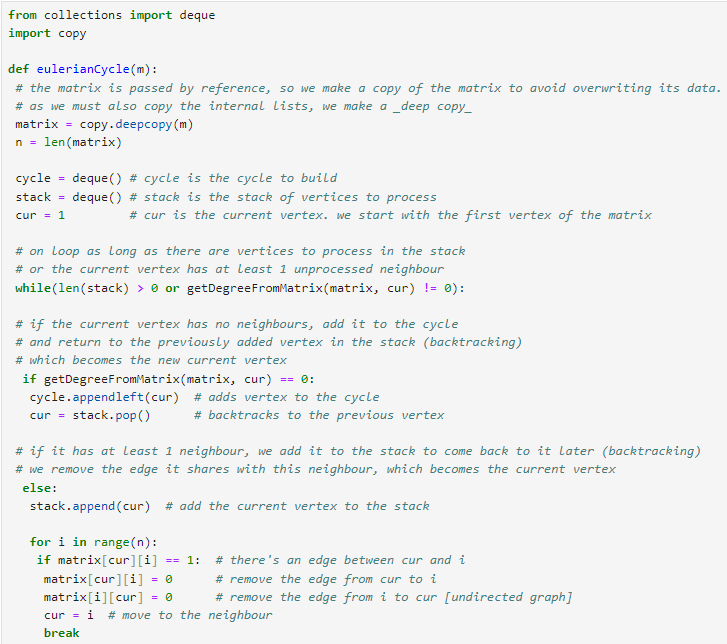 from collections import deque
import copy

def eulerianCycle(m):
 # the matrix is passed by reference, so we make a copy of the matrix to avoid overwriting its data.
 # as we must also copy the internal lists, we make a _deep copy_
 matrix = copy.deepcopy(m)
 n = len(matrix)

 cycle = deque() # cycle is the cycle to build
 stack = deque() # stack is the stack of vertices to process
 cur = 1         # cur is the current vertex. we start with the first vertex of the matrix

 # on loop as long as there are vertices to process in the stack
 # or the current vertex has at least 1 unprocessed neighbour
 while(len(stack) > 0 or getDegreeFromMatrix(matrix, cur) != 0):

 # if the current vertex has no neighbours, add it to the cycle
 # and return to the previously added vertex in the stack (backtracking)
 # which becomes the new current vertex
  if getDegreeFromMatrix(matrix, cur) == 0:
   cycle.appendleft(cur)  # adds vertex to the cycle
   cur = stack.pop()      # backtracks to the previous vertex

 # if it has at least 1 neighbour, we add it to the stack to come back to it later (backtracking)
 # we remove the edge it shares with this neighbour, which becomes the current vertex
  else:
   stack.append(cur)  # add the current vertex to the stack

   for i in range(n):
    if matrix[cur][i] == 1:  # there's an edge between cur and i
     matrix[cur][i] = 0      # remove the edge from cur to i
     matrix[i][cur] = 0      # remove the edge from i to cur [undirected graph]
     cur = i  # move to the neighbour
     break